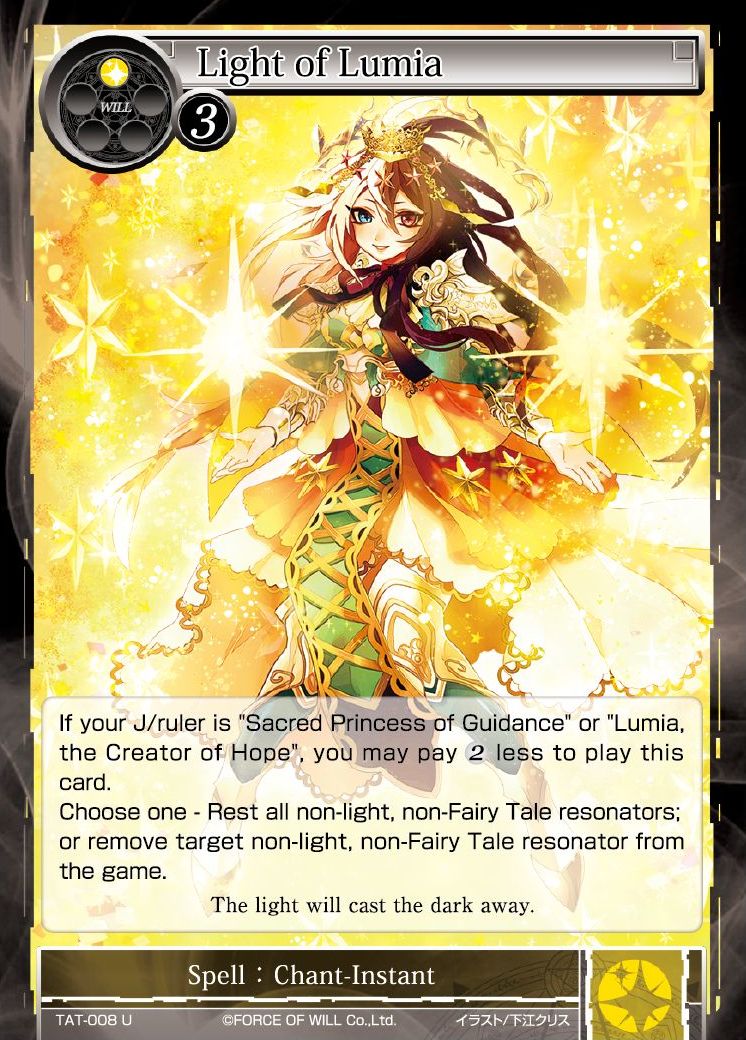 Light of Lumia
WILL
3
If your J/ruler is "Sacred Princess of Guidance" or "Lumia,
the Creator of Hope", you may pay 2 less to play this
card.
Choose one - Rest all non-light, non-Fairy Tale resonators;
or remove target non-light, non-Fairy Tale resonator from
the game.
The light will cast the dark away.
Spell : Chant-Instant
TAT-008 U ©FORCE OF WILL Co.,Ltd. イラスト/下江クリス